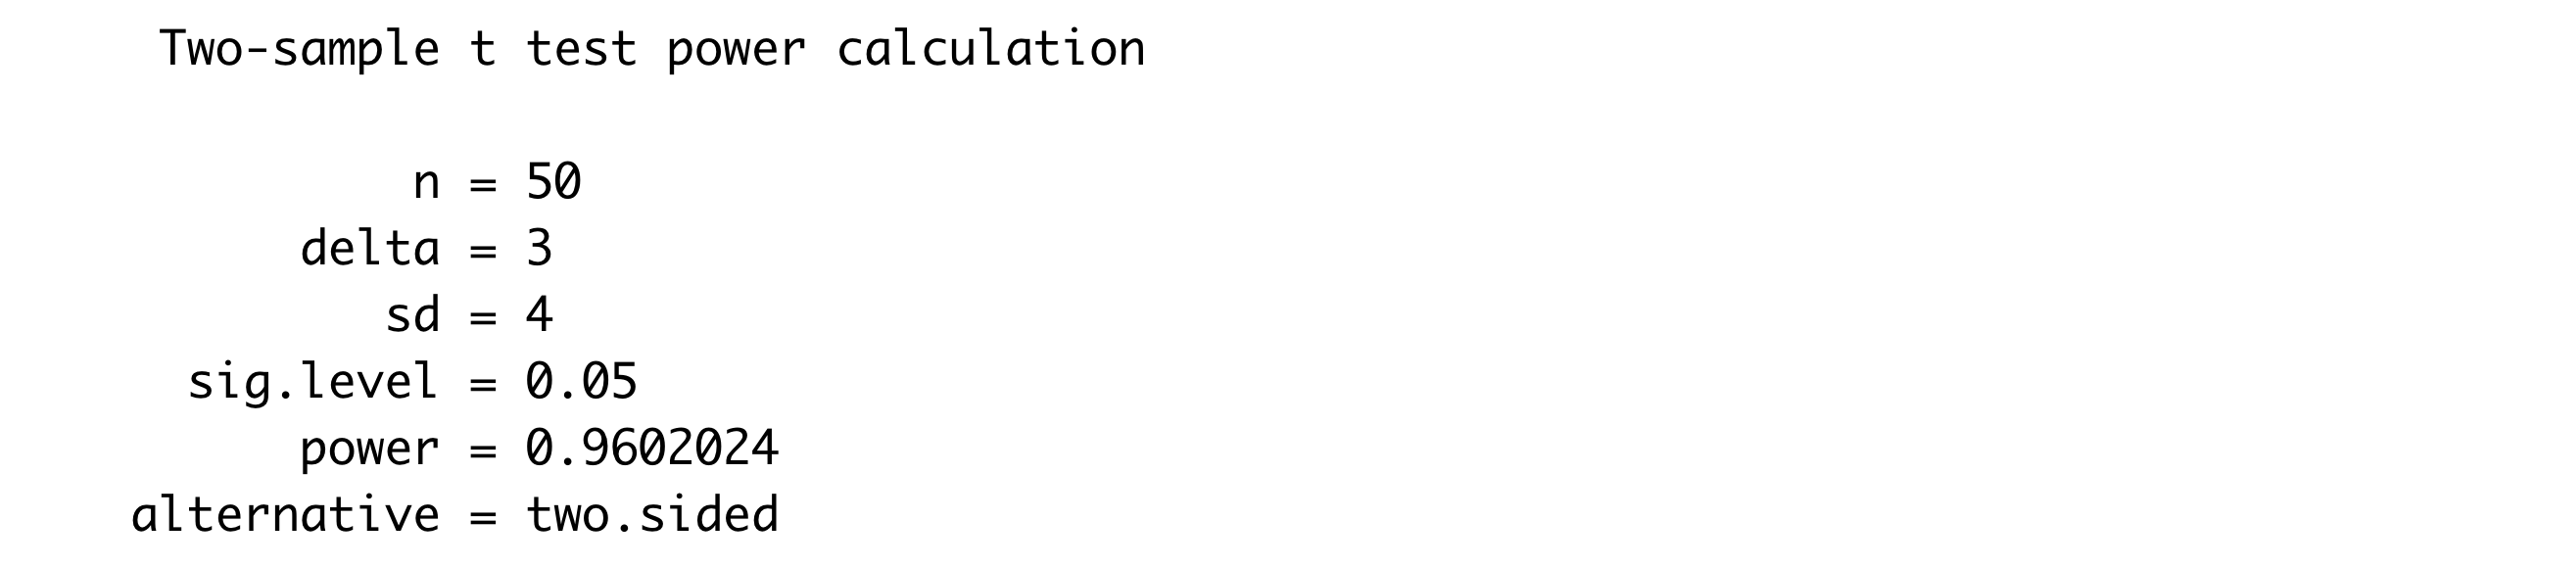 Two-sample t test power calculation
n = 50
delta = 3
sd = 4
sig.level = 0.05
power = 0.9602024
alternative = two.sided